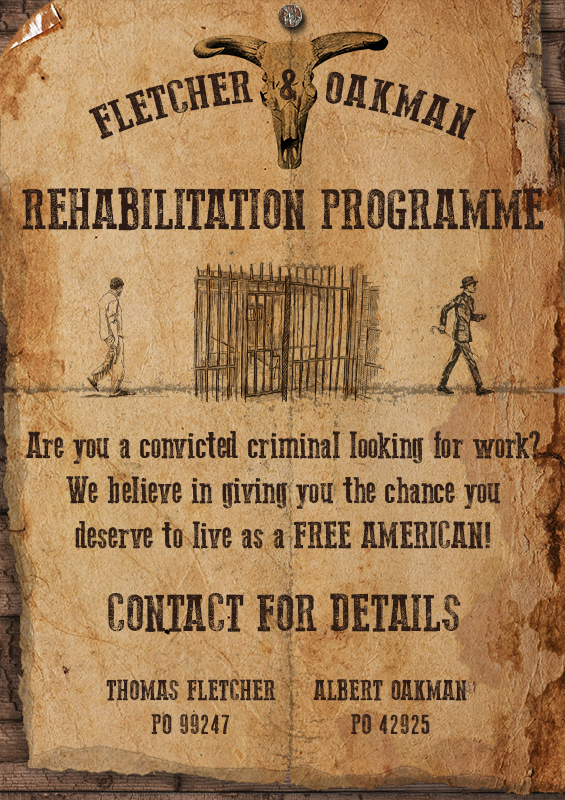 FLETCHER & OAKMAN
REHABILITATION PROGRAMME
Are you a convicted criminal looking for work?
We believe in giving you the chance you
deserve to live as a FREE AMERICAN!
CONTACT FOR DETAILS
THOMAS FLETCHER
PO 99247
ALBERT OAKMAN
PO 42925